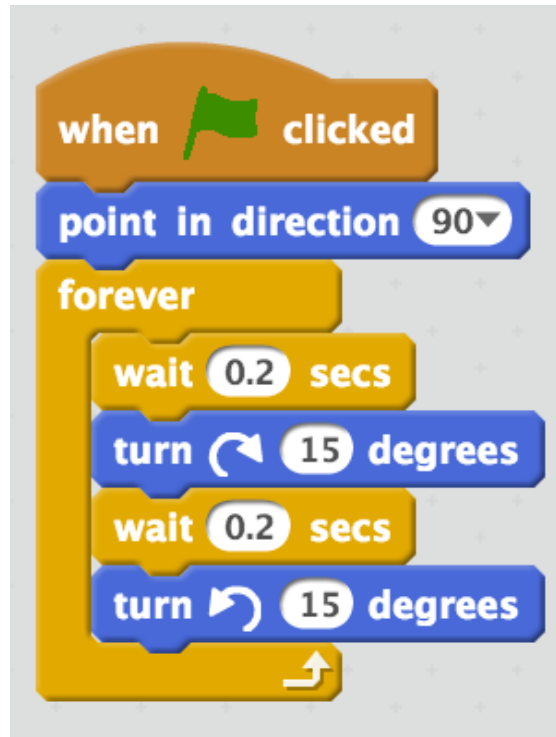 when clicked
point in direction 90
forever
wait 0.2 secs
turn 15 degrees
wait 0.2 secs
turn 15 degrees